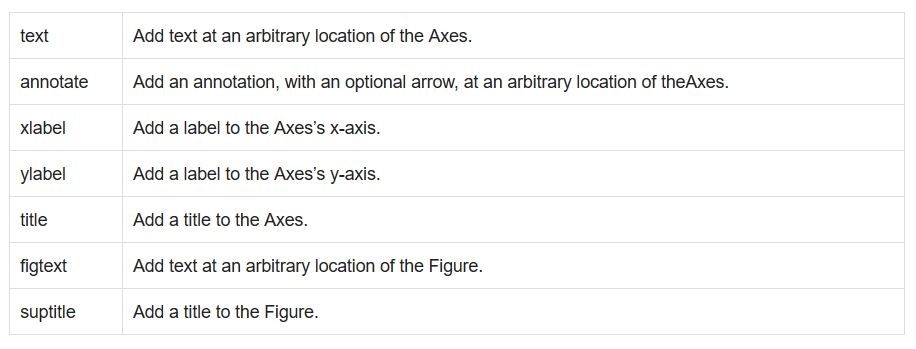 text Add text at an arbitrary location of the Axes.
annotate Add an annotation, with an optional arrow, at an arbitrary location of theAxes.
xlabel Add a label to the Axes’s x-axis.
ylabel Add a label to the Axes’s y-axis.
title Add a title to the Axes.
figtext Add text at an arbitrary location of the Figure.
suptitle Add a title to the Figure.